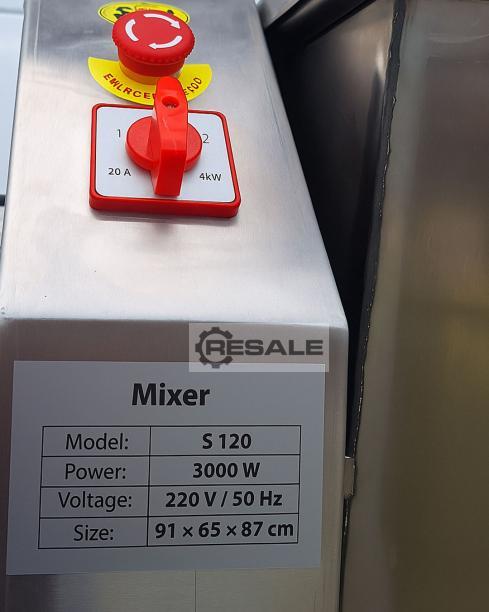 1 2
20 A 4kW
RESALE
Mixer
Model: S 120
Power: 3000 W
Voltage: 220 V / 50 Hz
Size: 91 × 65 × 87 cm